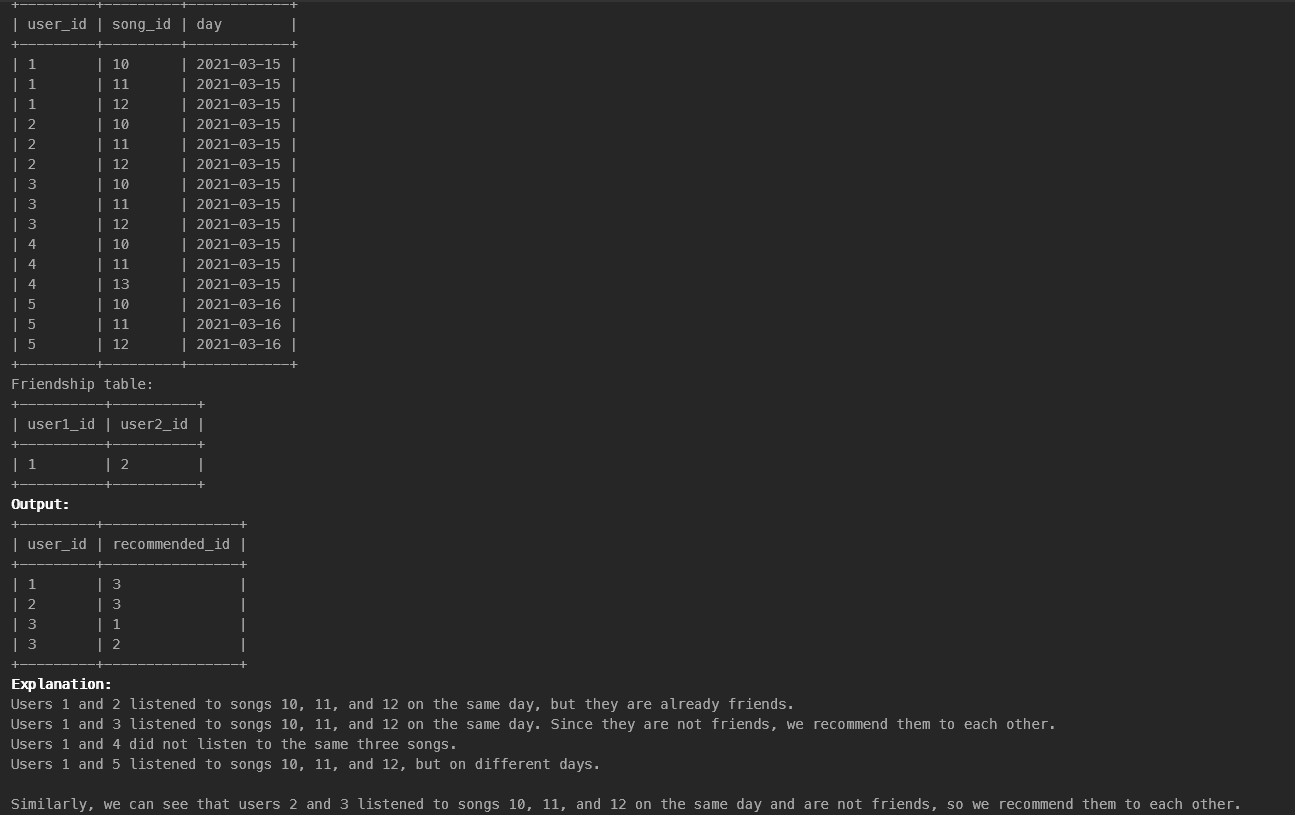 +---------+---------+------------+
| user_id | song_id | day        |
+---------+---------+------------+
| 1       | 10      | 2021-03-15 |
| 1       | 11      | 2021-03-15 |
| 1       | 12      | 2021-03-15 |
| 2       | 10      | 2021-03-15 |
| 2       | 11      | 2021-03-15 |
| 2       | 12      | 2021-03-15 |
| 3       | 10      | 2021-03-15 |
| 3       | 11      | 2021-03-15 |
| 3       | 12      | 2021-03-15 |
| 4       | 10      | 2021-03-15 |
| 4       | 11      | 2021-03-15 |
| 4       | 13      | 2021-03-15 |
| 5       | 10      | 2021-03-16 |
| 5       | 11      | 2021-03-16 |
| 5       | 12      | 2021-03-16 |
+---------+---------+------------+
Friendship table:
+----------+----------+
| user1_id | user2_id |
+----------+----------+
| 1        | 2        |
+----------+----------+
Output:
+---------+----------------+
| user_id | recommended_id |
+---------+----------------+
| 1       | 3              |
| 2       | 3              |
| 3       | 1              |
| 3       | 2              |
+---------+----------------+
Explanation:
Users 1 and 2 listened to songs 10, 11, and 12 on the same day, but they are already friends.
Users 1 and 3 listened to songs 10, 11, and 12 on the same day. Since they are not friends, we recommend them to each other.
Users 1 and 4 did not listen to the same three songs.
Users 1 and 5 listened to songs 10, 11, and 12, but on different days.

Similarly, we can see that users 2 and 3 listened to songs 10, 11, and 12 on the same day and are not friends, so we recommend them to each other.